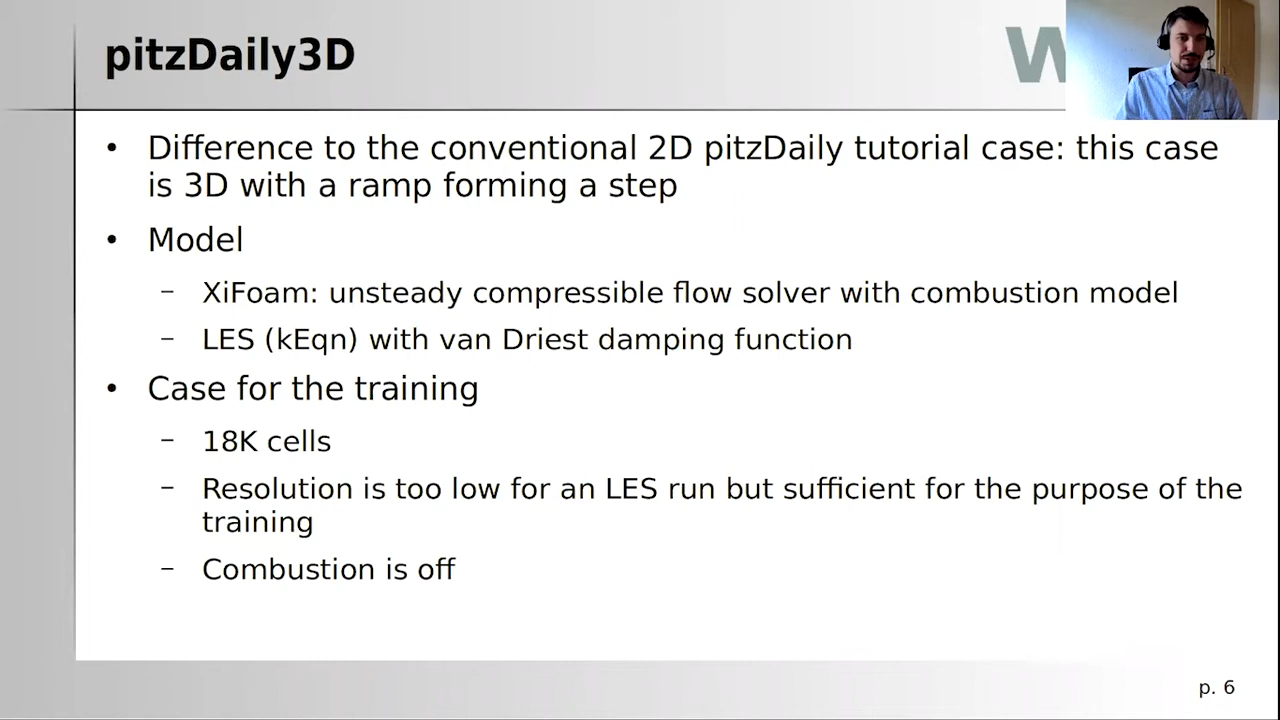 pitzDaily3D
W
• Difference to the conventional 2D pitzDaily tutorial case: this case
is 3D with a ramp forming a step
• Model
– XiFoam: unsteady compressible flow solver with combustion model
– LES (kEqn) with van Driest damping function
• Case for the training
– 18K cells
– Resolution is too low for an LES run but sufficient for the purpose of the
training
– Combustion is off
p. 6